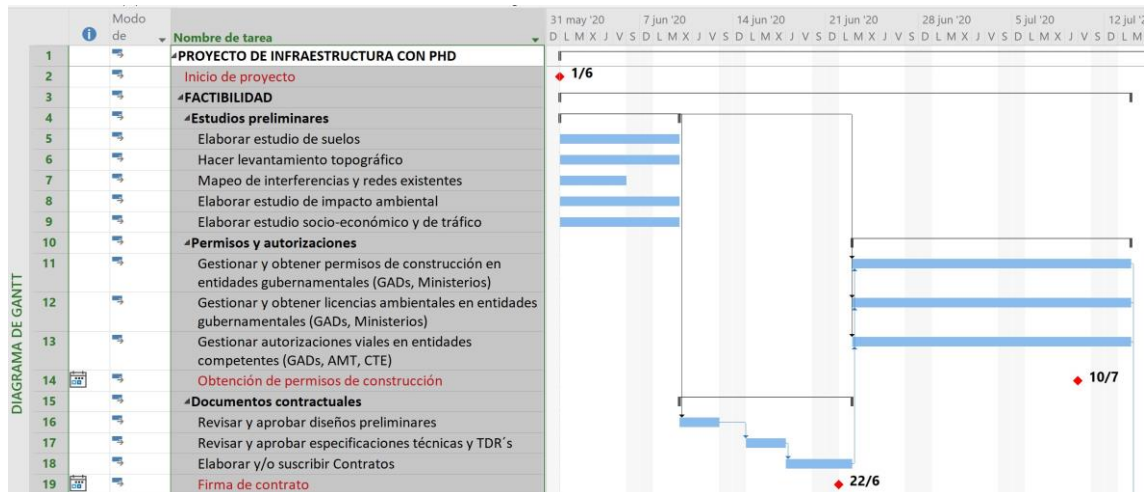 Modo
de
Nombre de tarea
31 may '20 7 jun '20 14 jun '20 21 jun '20 28 jun '20 5 jul '20 12 jul '2
D L M X J V S D L M X J V S D L M X J V S D L M X J V S D L M X J V S D L M X J V S D L M
DIAGRAMA DE GANTT
1 PROYECTO DE INFRAESTRUCTURA CON PHD
2 Inicio de proyecto 1/6
3 FACTIBILIDAD
4 Estudios preliminares
5 Elaborar estudio de suelos
6 Hacer levantamiento topográfico
7 Mapeo de interferencias y redes existentes
8 Elaborar estudio de impacto ambiental
9 Elaborar estudio socio-económico y de tráfico
10 Permisos y autorizaciones
11 Gestionar y obtener permisos de construcción en
entidades gubernamentales (GADs, Ministerios)
12 Gestionar y obtener licencias ambientales en entidades
gubernamentales (GADs, Ministerios)
13 Gestionar autorizaciones viales en entidades
competentes (GADs, AMT, CTE)
14 Obtención de permisos de construcción 10/7
15 Documentos contractuales
16 Revisar y aprobar diseños preliminares
17 Revisar y aprobar especificaciones técnicas y TDR´s
18 Elaborar y/o suscribir Contratos
19 Firma de contrato 22/6